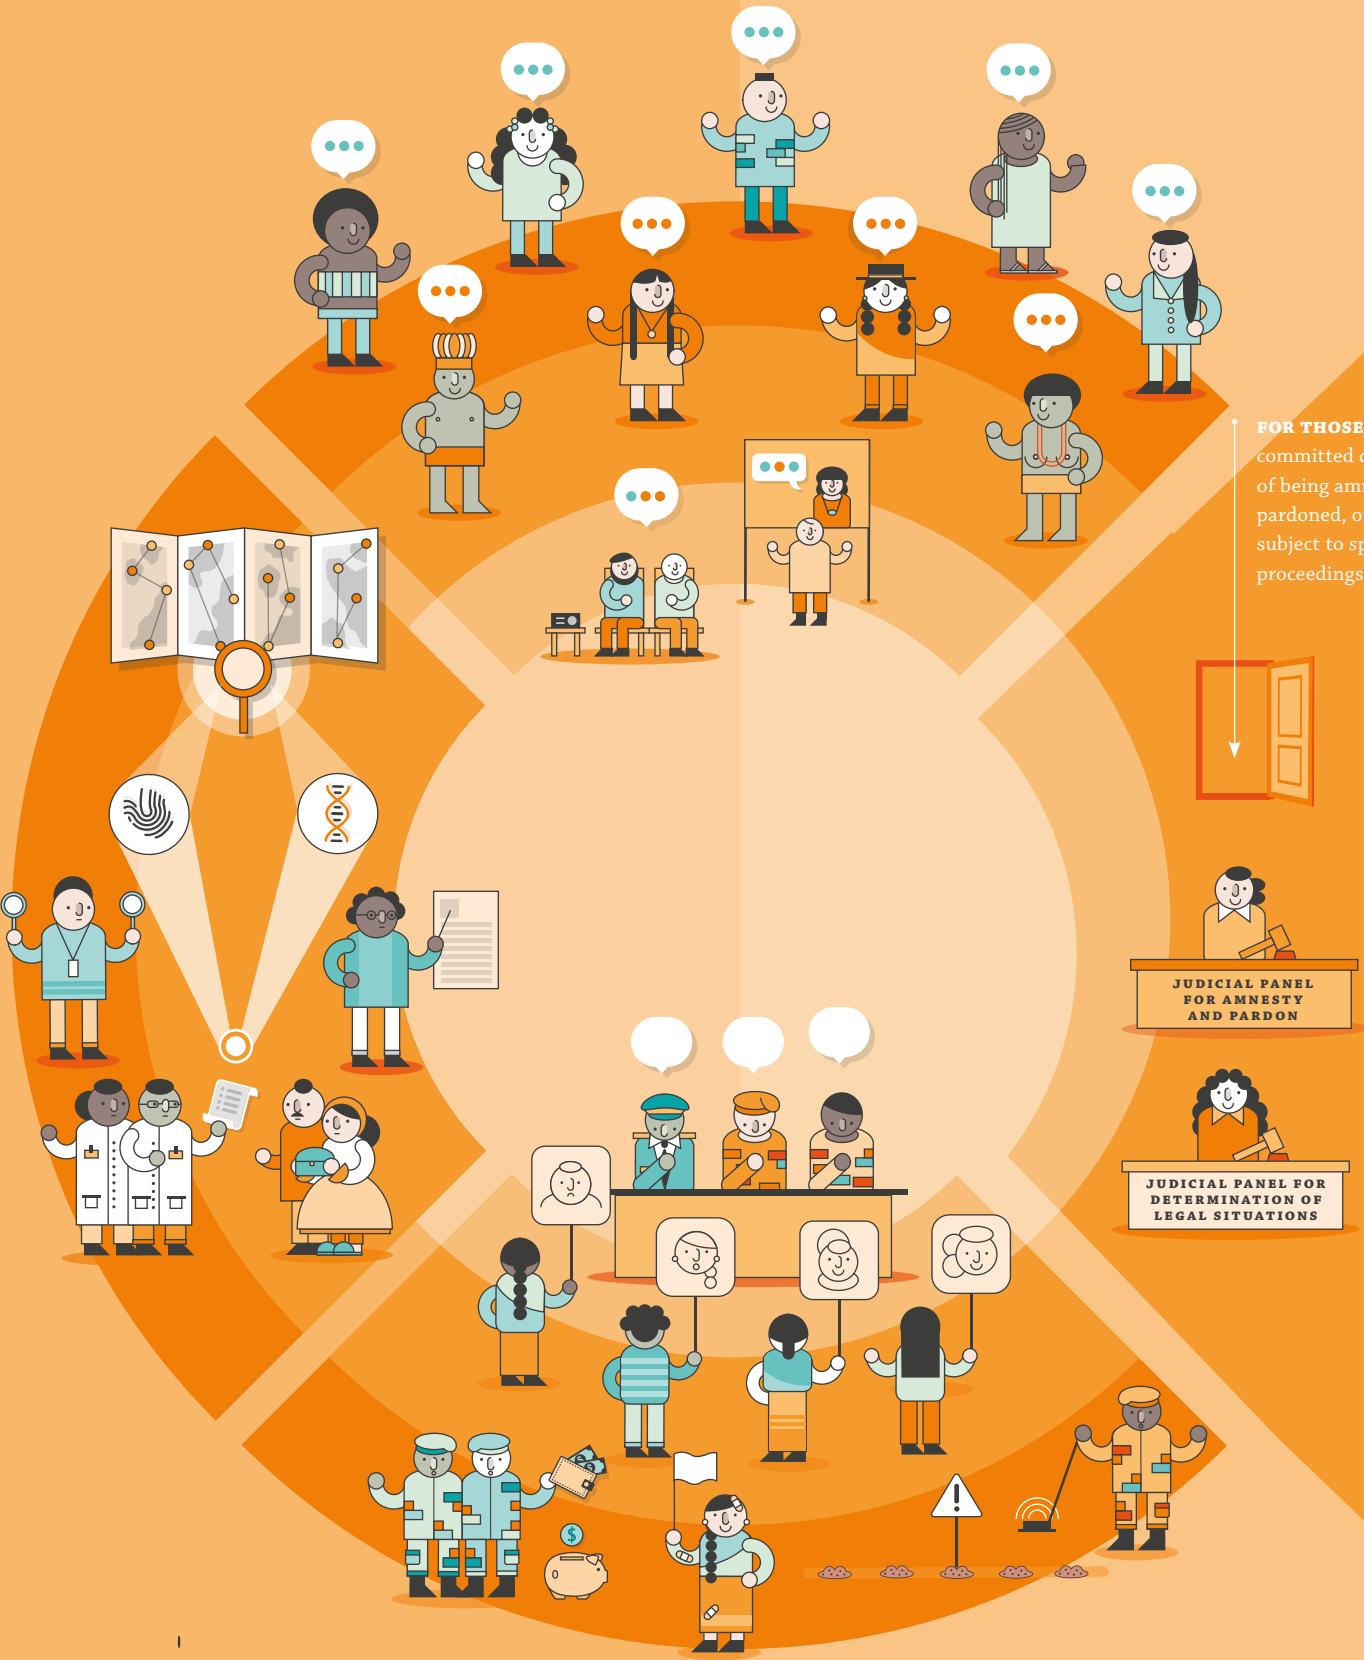 FOR THOSE
committed
of being
pardoned,
subject to
proceedings
JUDICIAL PANEL
FOR AMNESTY
AND PARDON
JUDICIAL PANEL FOR
DETERMINATION OF
LEGAL SITUATIONS
$
!